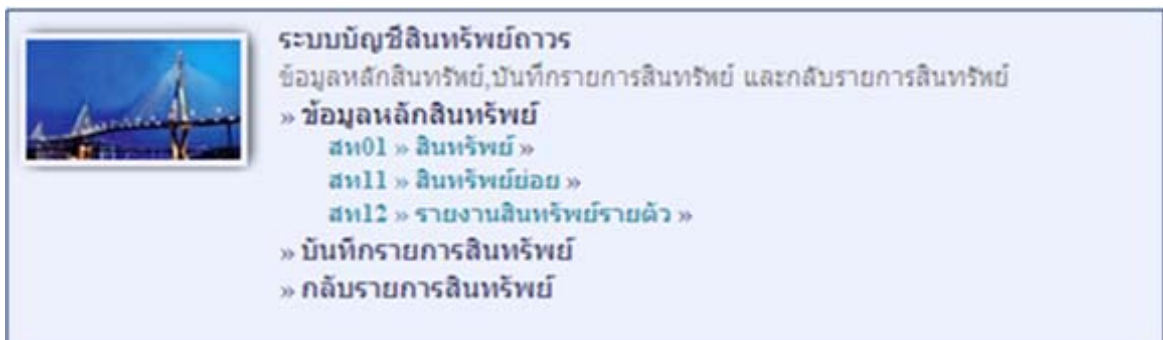 ระบบบัญชีสินทรัพย์ถาวร
ข้อมูลหลักสินทรัพย์,บันทึกรายการสินทรัพย์ และกลับรายการสินทรัพย์
» ข้อมูลหลักสินทรัพย์
สท01 » สินทรัพย์ »
สท11 » สินทรัพย์ย่อย »
สท12 » รายงานสินทรัพย์รายตัว »
» บันทึกรายการสินทรัพย์
» กลับรายการสินทรัพย์